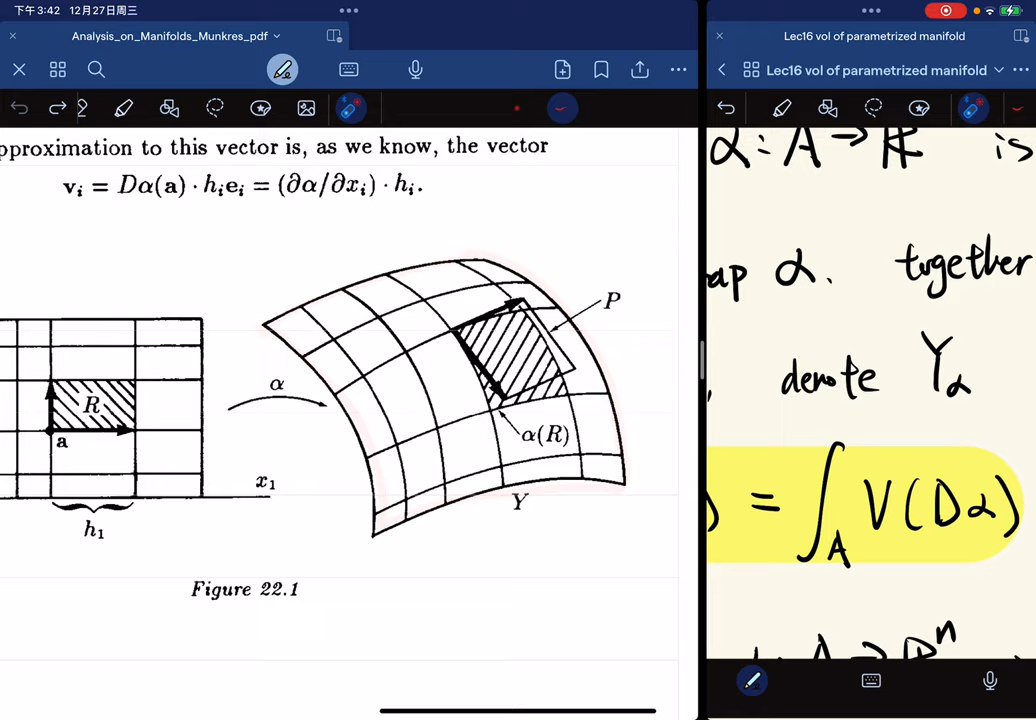 下午3:42 12月27日周三
Analysis_on_Manifolds_Munkres_pdf
pproximation to this vector is, as we know, the vector
vᵢ = Dα(a) · hᵢeᵢ = (∂α/∂xᵢ) · hᵢ.
P
α
R
a
α(R)
x₁
Y
h₁
Figure 22.1
Lec16 vol of parametrized manifold
Lec16 vol of parametrized manifold
α : A → ℝ is
ap α. together
denote Y_α
) = ∫_A V(Dα)
: A → ℝⁿ